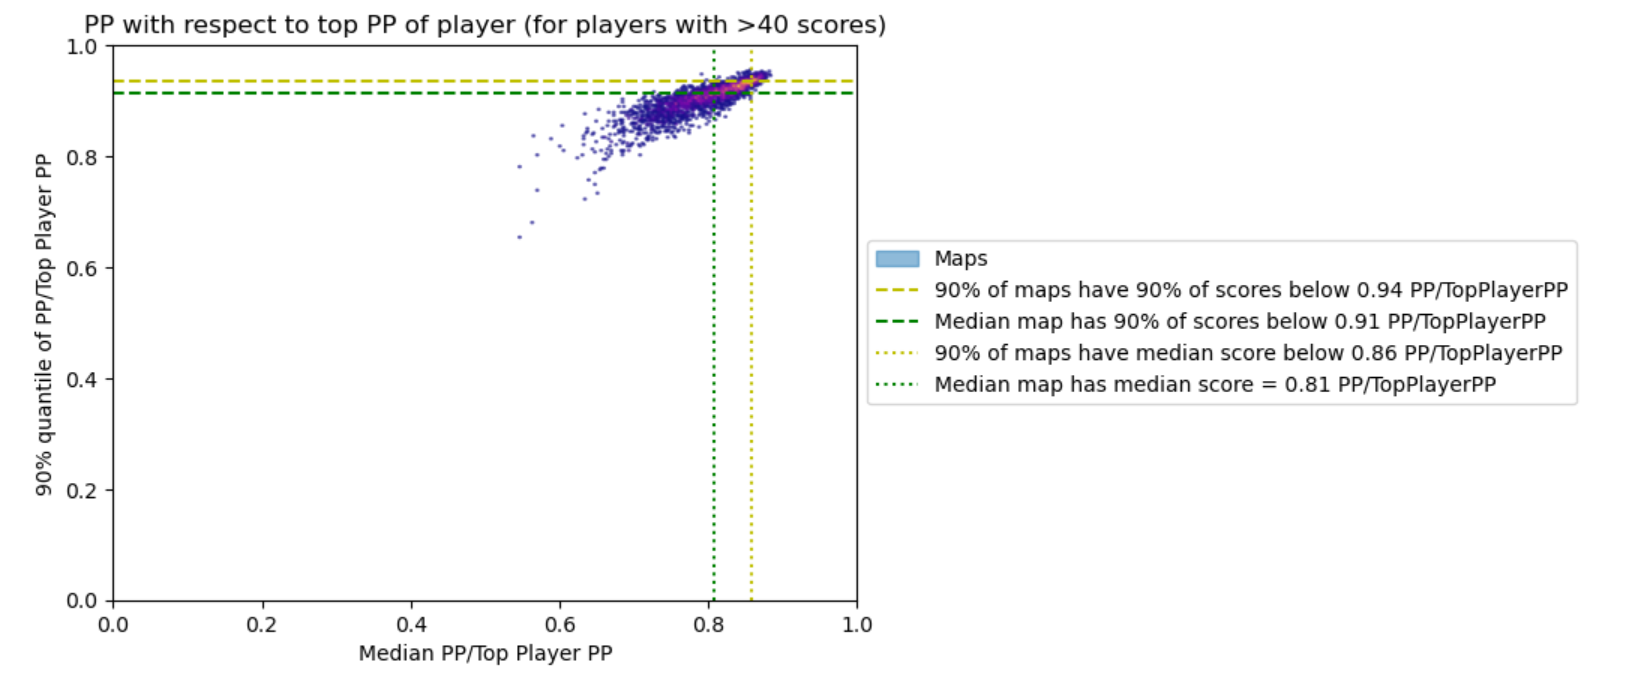 PP with respect to top PP of player (for players with >40 scores)
1.0
0.8
0.6
0.4
0.2
0.0
90% quantile of PP/Top Player PP
0.0 0.2 0.4 0.6 0.8 1.0
Median PP/Top Player PP
Maps
90% of maps have 90% of scores below 0.94 PP/TopPlayerPP
Median map has 90% of scores below 0.91 PP/TopPlayerPP
90% of maps have median score below 0.86 PP/TopPlayerPP
Median map has median score = 0.81 PP/TopPlayerPP